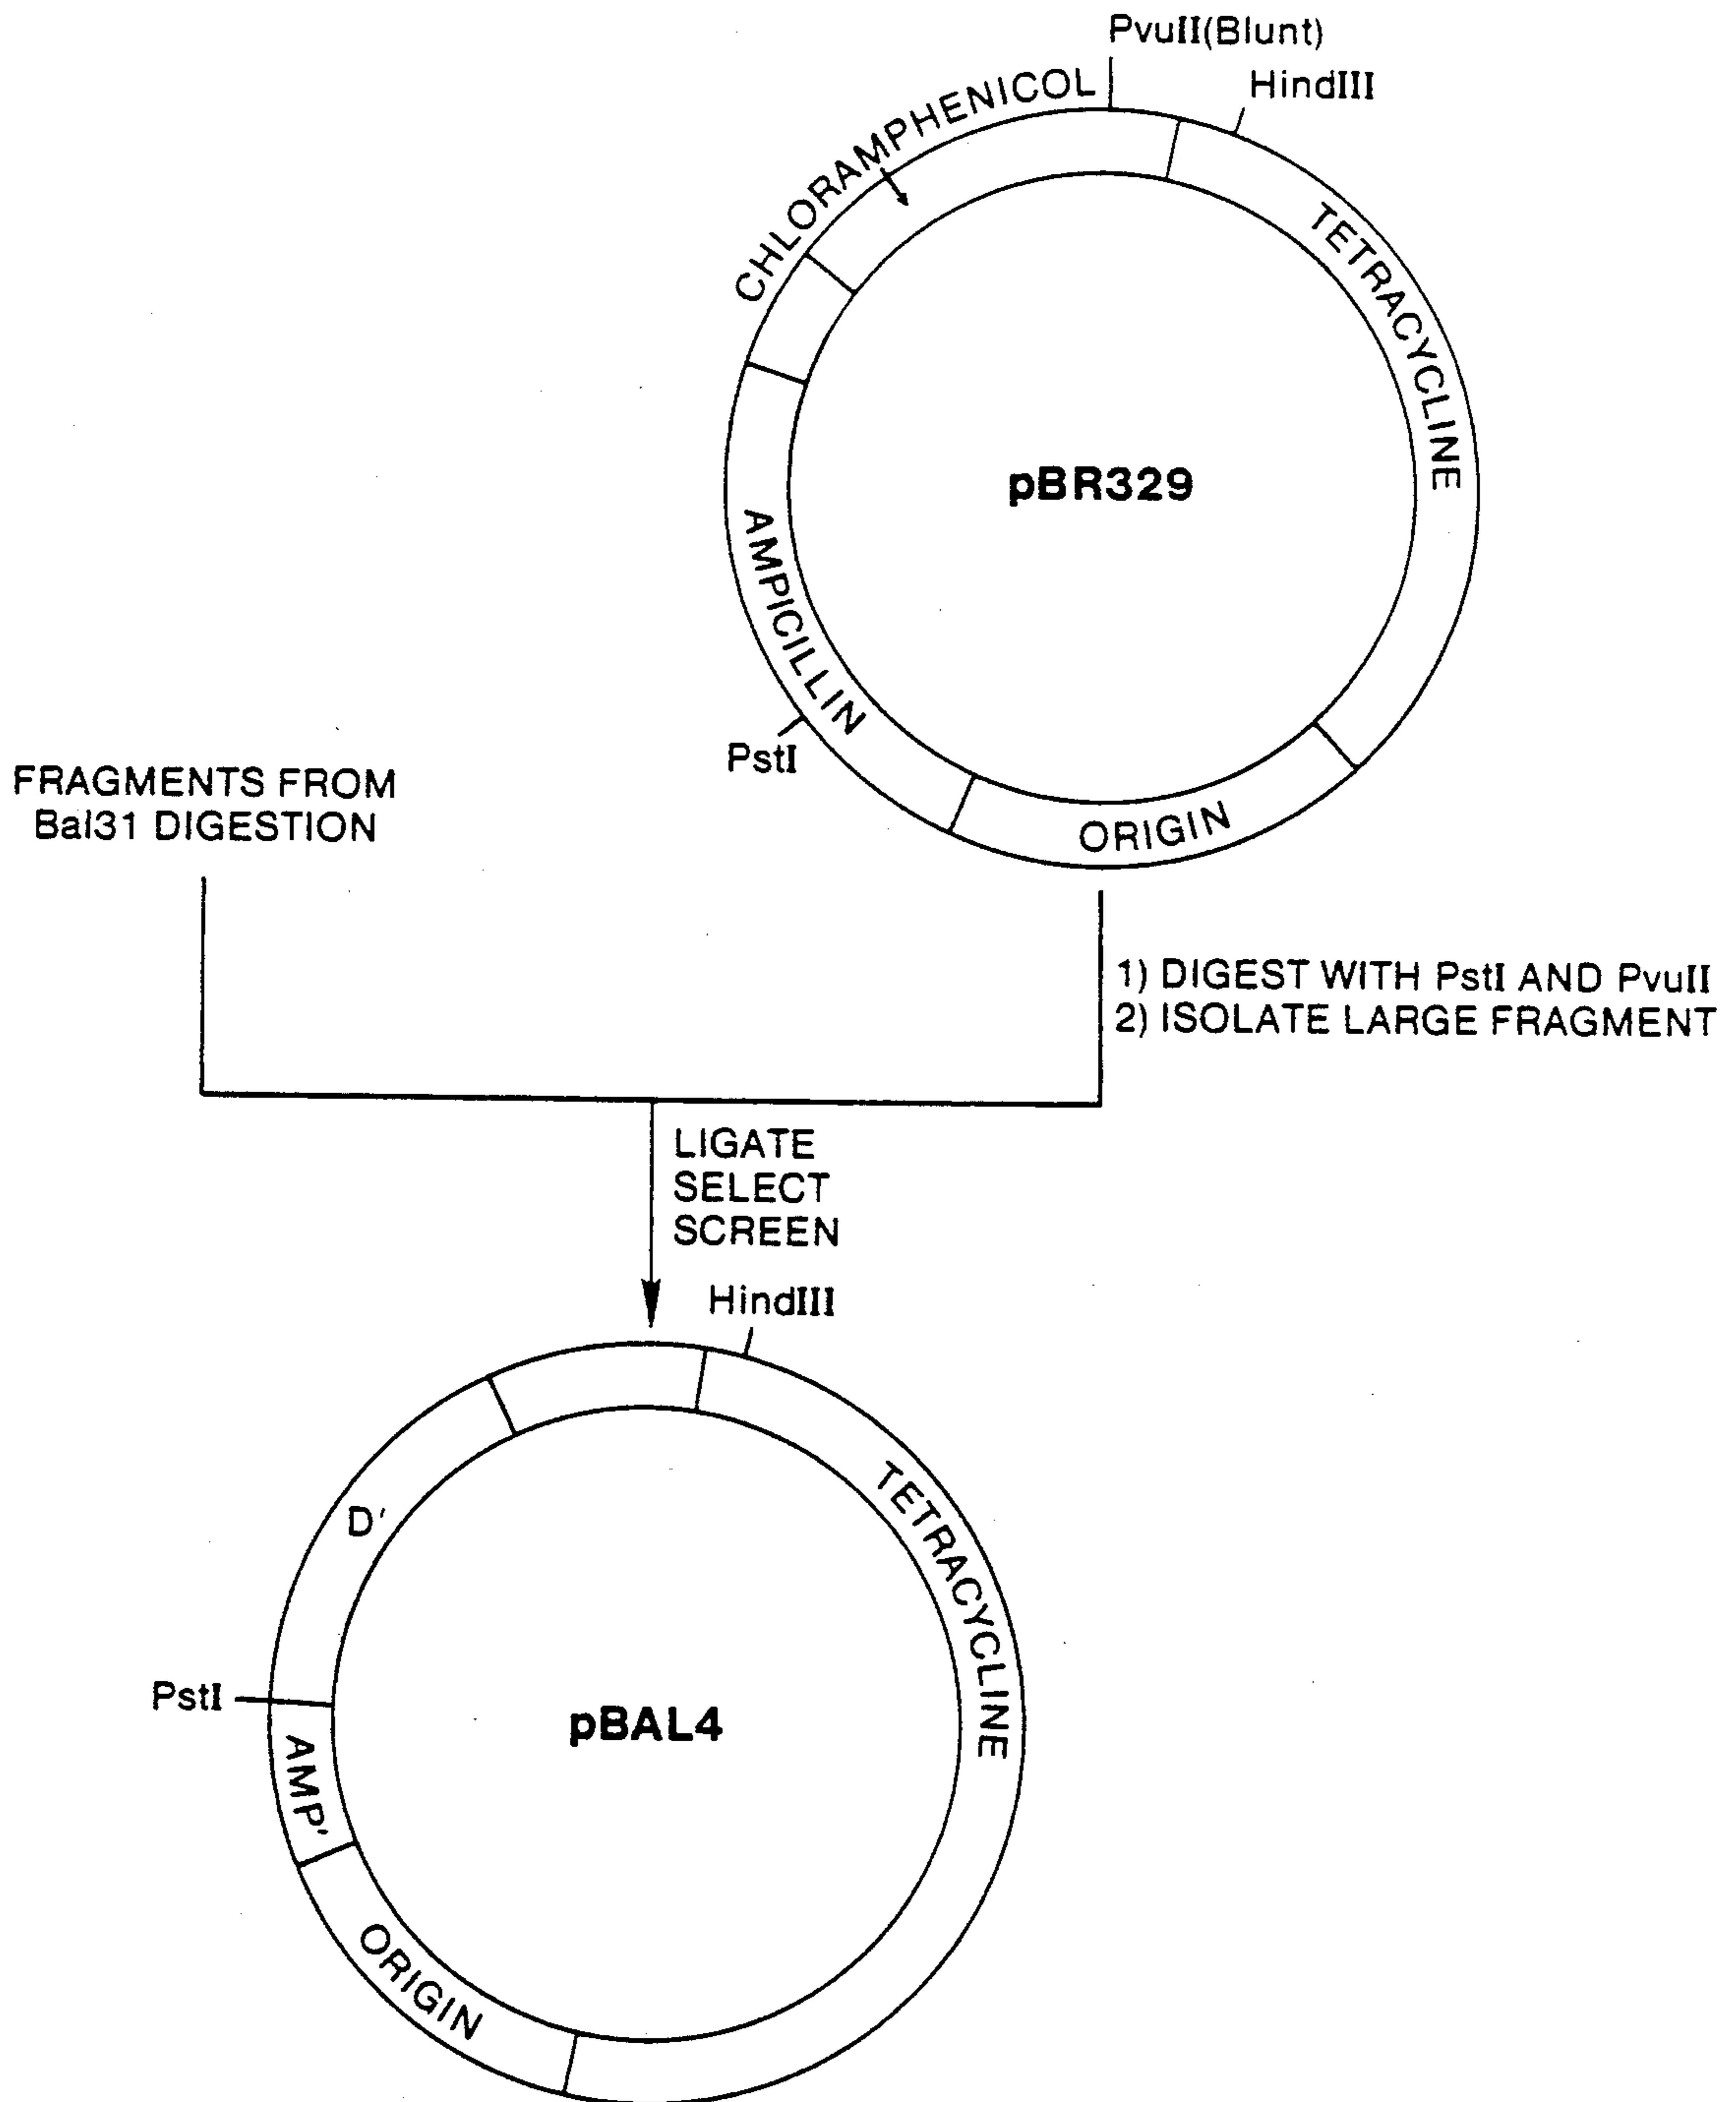 PvuII(Blunt)
HindIII
CHLORAMPHENICOL
TETRACYCLINE
pBR329
AMPICILLIN
PstI
ORIGIN
FRAGMENTS FROM
Bal31 DIGESTION
1) DIGEST WITH PstI AND PvuII
2) ISOLATE LARGE FRAGMENT
LIGATE
SELECT
SCREEN
HindIII
D'
TETRACYCLINE
PstI
pBAL4
AMP'
ORIGIN